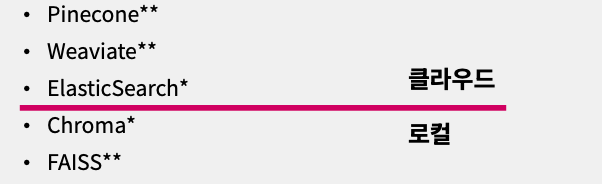 • Pinecone**
• Weaviate**
• ElasticSearch*
클라우드
• Chroma*
로컬
• FAISS**